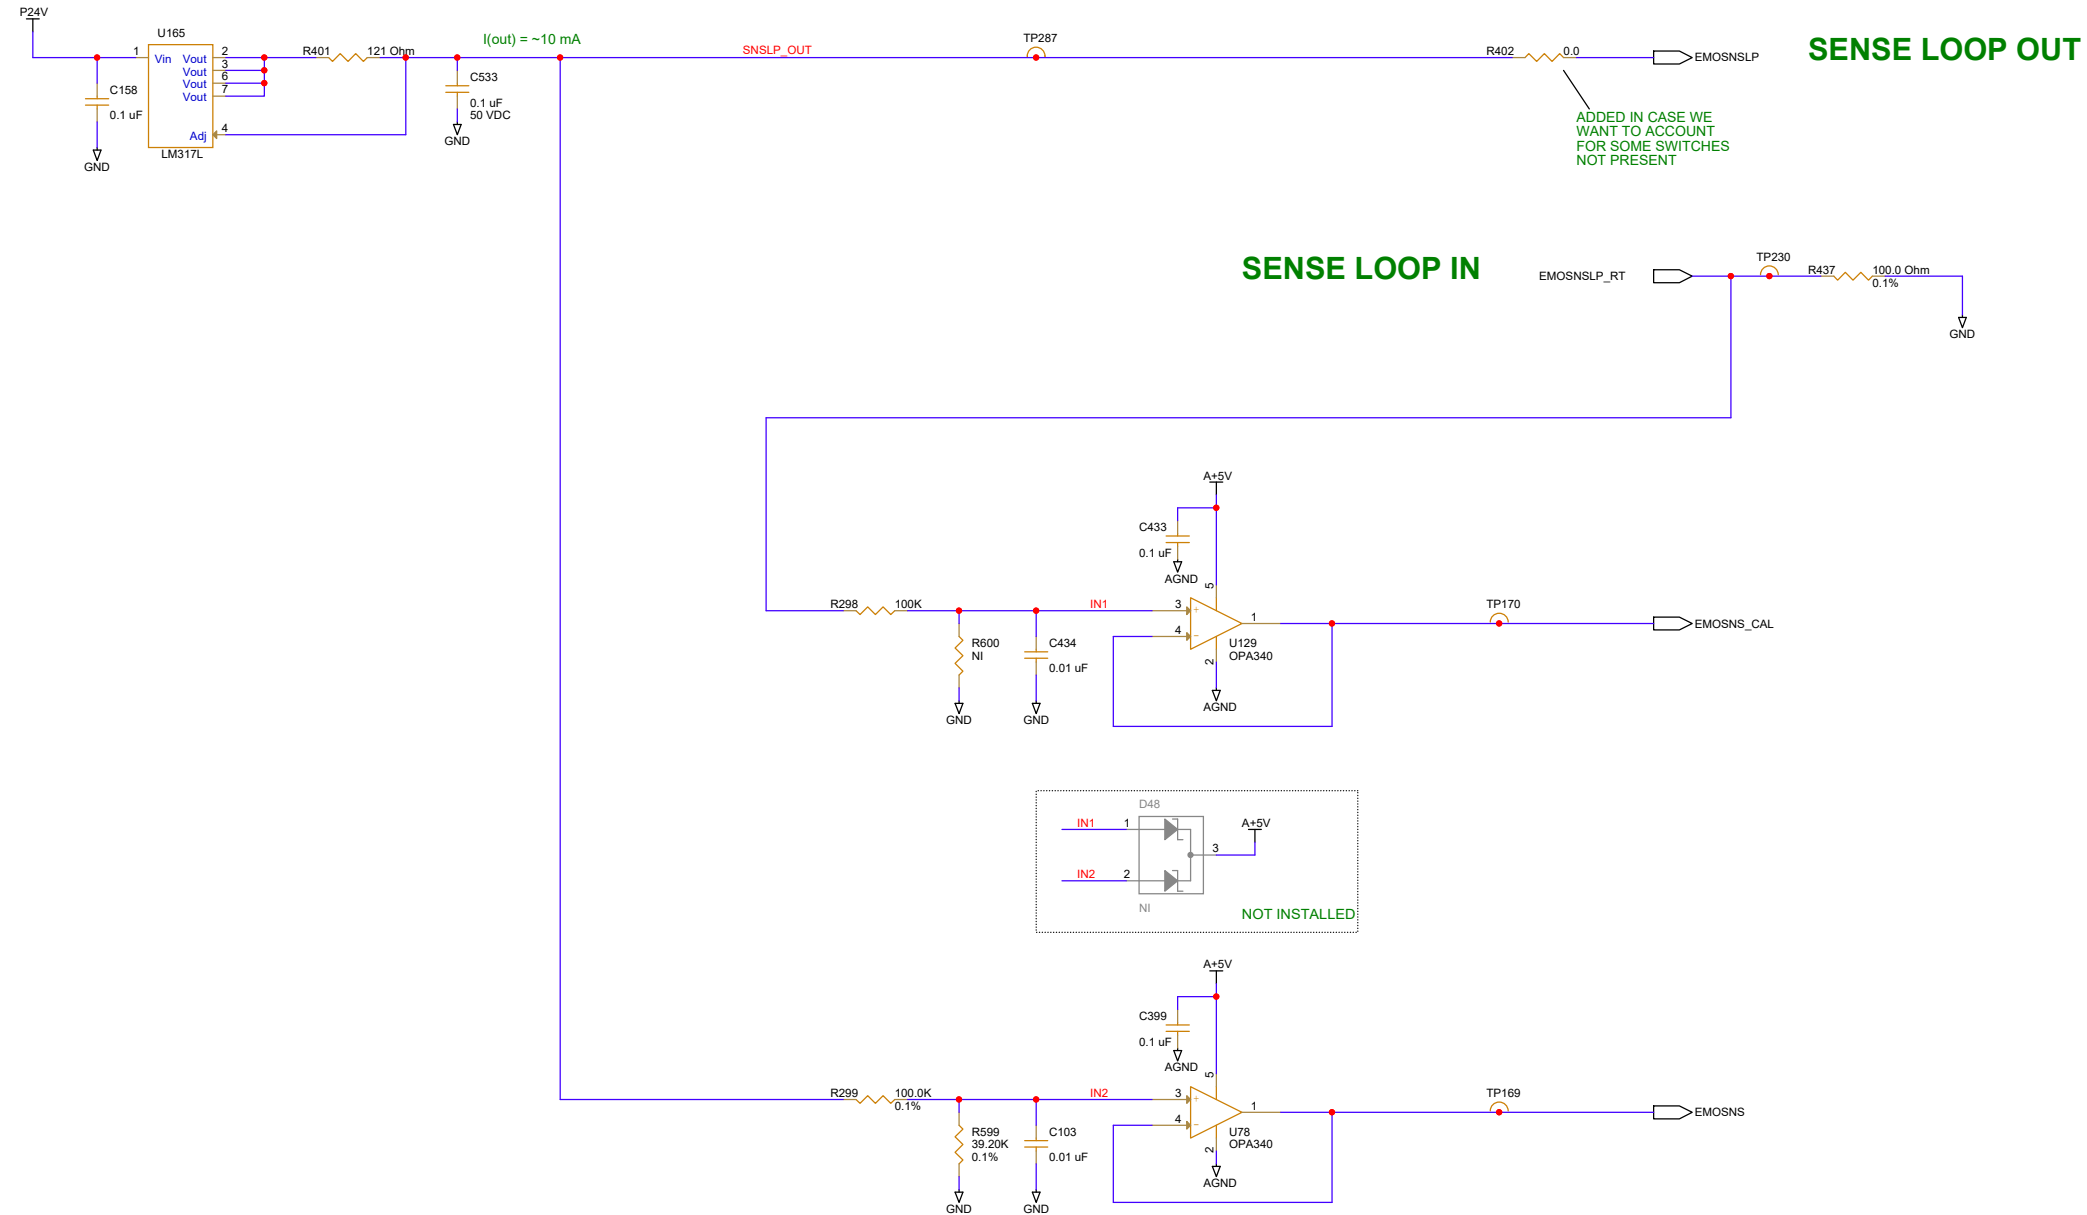 P24V
U165
1
Vin
Vout
2
Vout
3
Vout
6
Vout
7
Adj
4
LM317L
C158
0.1 uF
GND
R401
121 Ohm
I(out) = ~10 mA
C533
0.1 uF
50 VDC
GND
SNSLP_OUT
TP287
R402
0.0
EMOSNSLP
SENSE LOOP OUT
ADDED IN CASE WE
WANT TO ACCOUNT
FOR SOME SWITCHES
NOT PRESENT
SENSE LOOP IN
EMOSNSLP_RT
TP230
R437
100.0 Ohm
0.1%
GND
A+5V
C433
0.1 uF
AGND
R298
100K
IN1
3
+
4
-
5
2
1
U129
OPA340
AGND
R600
NI
GND
C434
0.01 uF
GND
TP170
EMOSNS_CAL
D48
IN1
1
A+5V
3
IN2
2
NI
NOT INSTALLED
A+5V
C399
0.1 uF
AGND
R299
100.0K
0.1%
IN2
3
+
4
-
5
2
1
U78
OPA340
AGND
R599
39.20K
0.1%
GND
C103
0.01 uF
GND
TP169
EMOSNS